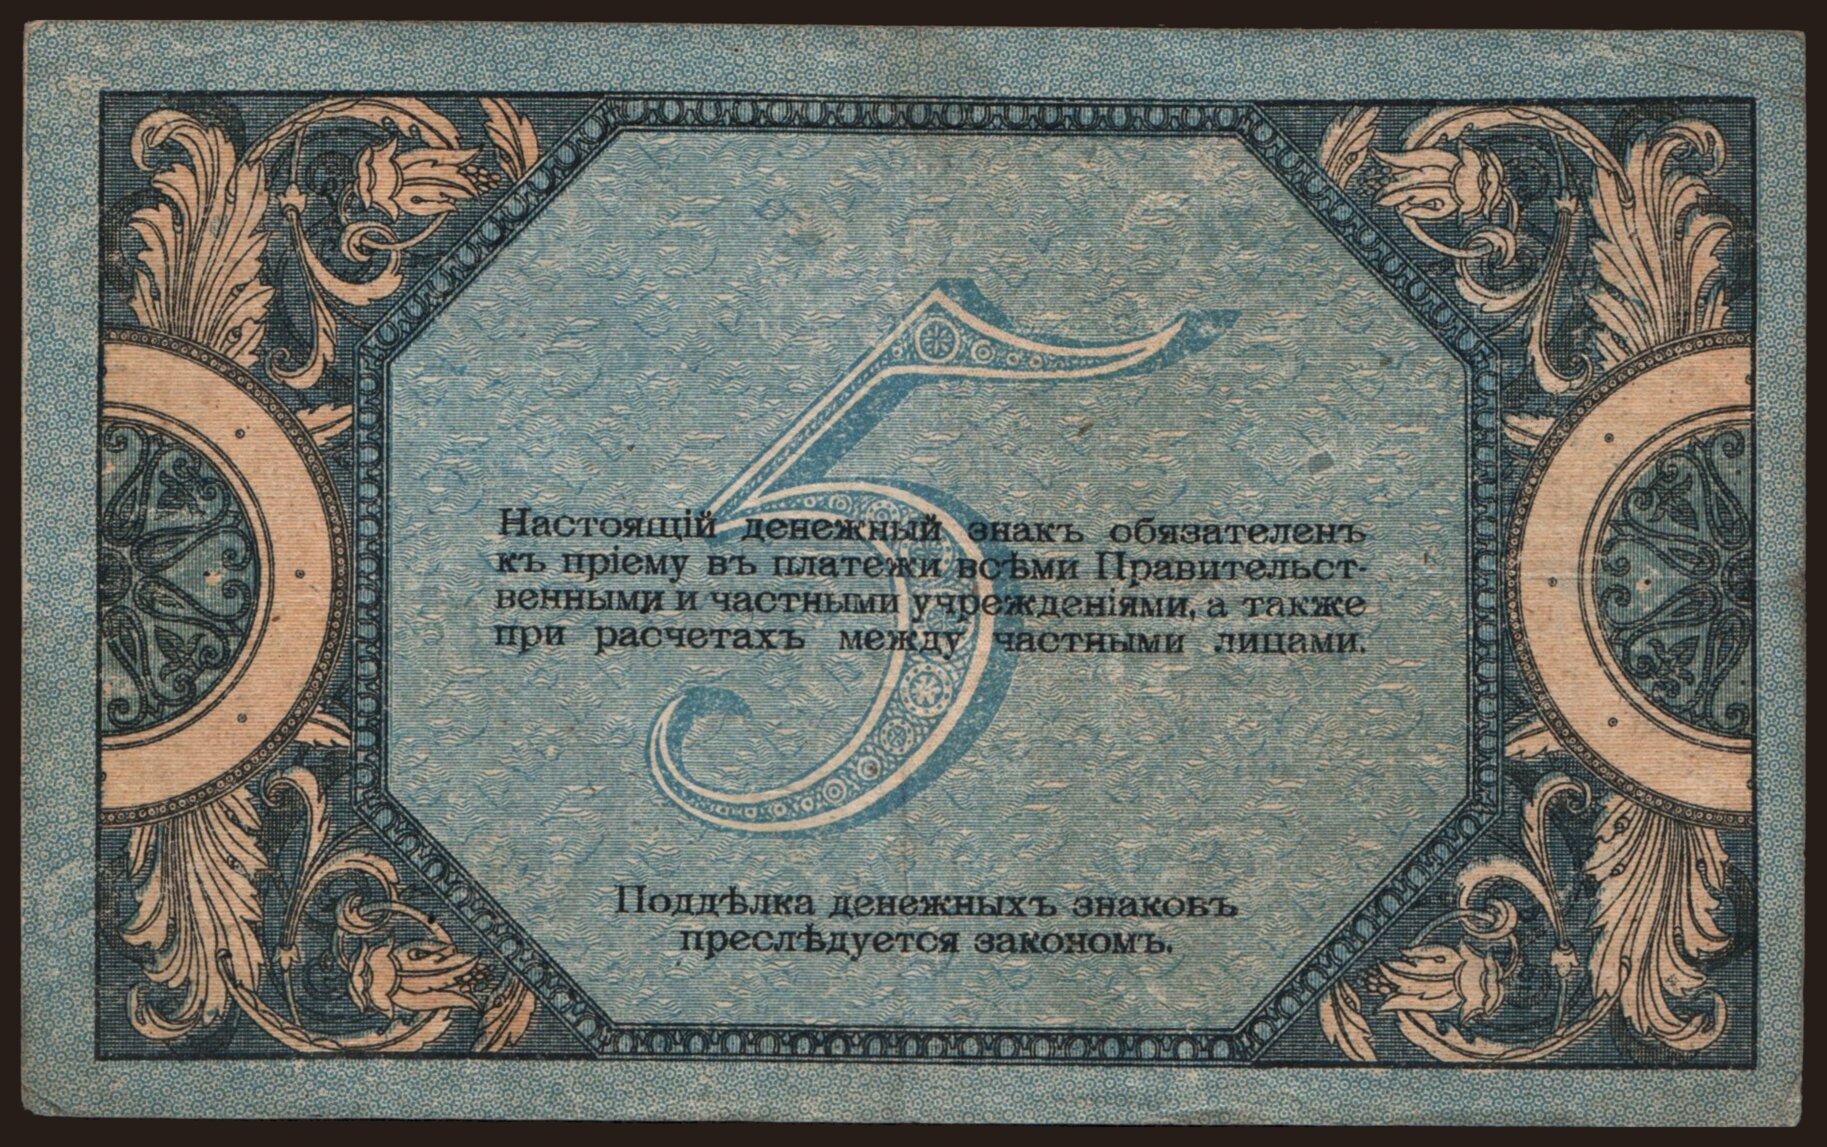 5
Настоящій денежный знакъ обязателенъ
къ пріему въ платежи всѣми Правительст-
венными и частными учрежденіями, а также
при расчетахъ между частными лицами.
Поддѣлка денежныхъ знаковъ
преслѣдуется закономъ.